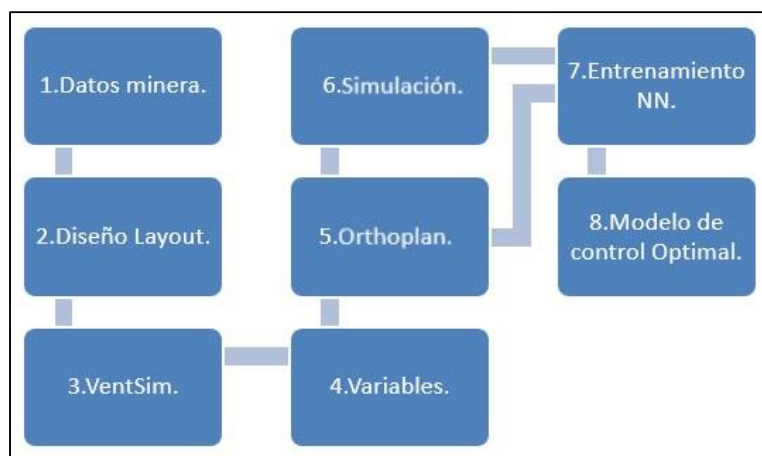 1.Datos minera.
2.Diseño Layout.
3.VentSim.
4.Variables.
5.Orthoplan.
6.Simulación.
7.Entrenamiento
NN.
8.Modelo de
control Optimal.